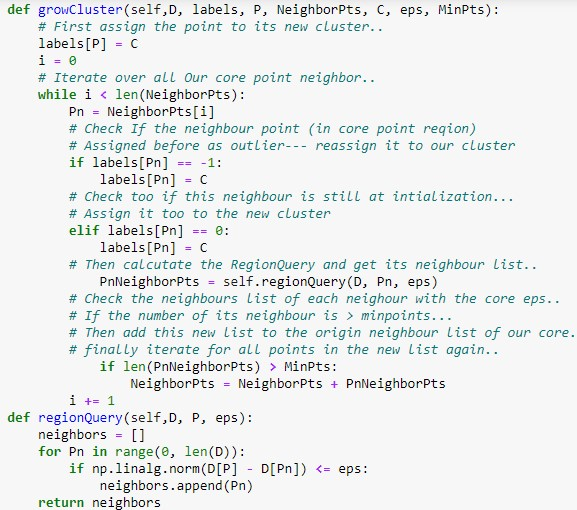 def growCluster(self,D, labels, P, NeighborPts, C, eps, MinPts):
    # First assign the point to its new cluster..
    labels[P] = C
    i = 0
    # Iterate over all Our core point neighbor..
    while i < len(NeighborPts):
        Pn = NeighborPts[i]
        # Check If the neighbour point (in core point reqion)
        # Assigned before as outlier--- reassign it to our cluster
        if labels[Pn] == -1:
            labels[Pn] = C
        # Check too if this neighbour is still at intialization...
        # Assign it too to the new cluster
        elif labels[Pn] == 0:
            labels[Pn] = C
        # Then calcutate the RegionQuery and get its neighbour list..
            PnNeighborPts = self.regionQuery(D, Pn, eps)
        # Check the neighbours list of each neighour with the core eps..
        # If the number of its neighbour is > minpoints...
        # Then add this new list to the origin neighbour list of our core.
        # finally iterate for all points in the new list again..
            if len(PnNeighborPts) > MinPts:
                NeighborPts = NeighborPts + PnNeighborPts
        i += 1
def regionQuery(self,D, P, eps):
    neighbors = []
    for Pn in range(0, len(D)):
        if np.linalg.norm(D[P] - D[Pn]) <= eps:
            neighbors.append(Pn)
    return neighbors